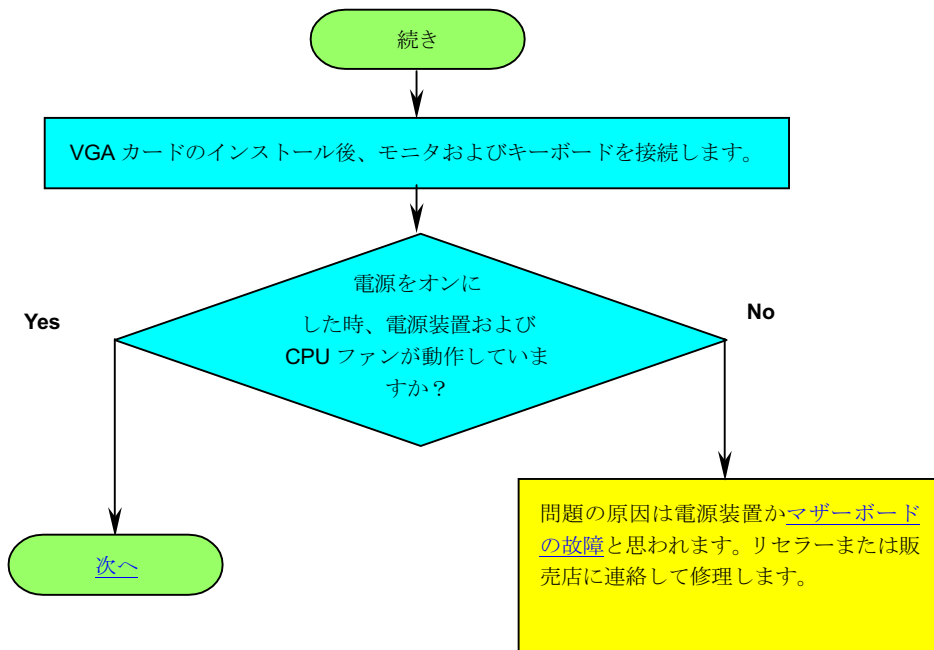 続き
VGA カードのインストール後、モニタおよびキーボードを接続します。
電源をオンに
した時、電源装置および
CPU ファンが動作していま
すか？
Yes
No
次へ
問題の原因は電源装置かマザーボード
の故障と思われます。リセラーまたは販
売店に連絡して修理します。